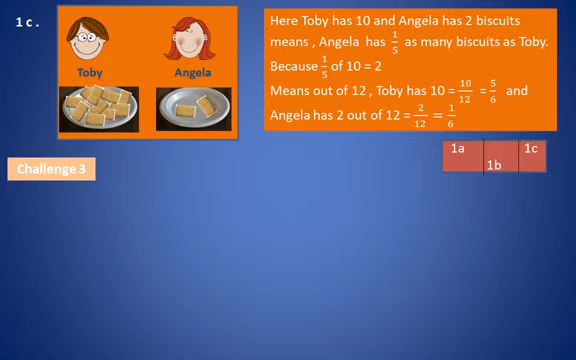 1 c .
Toby Angela
Here Toby has 10 and Angela has 2 biscuits
means , Angela has 1/5 as many biscuits as Toby.
Because 1/5 of 10 = 2
Means out of 12 , Toby has 10 = 10/12 = 5/6 and
Angela has 2 out of 12 = 2/12 = 1/6
1a 1c
1b
Challenge 3